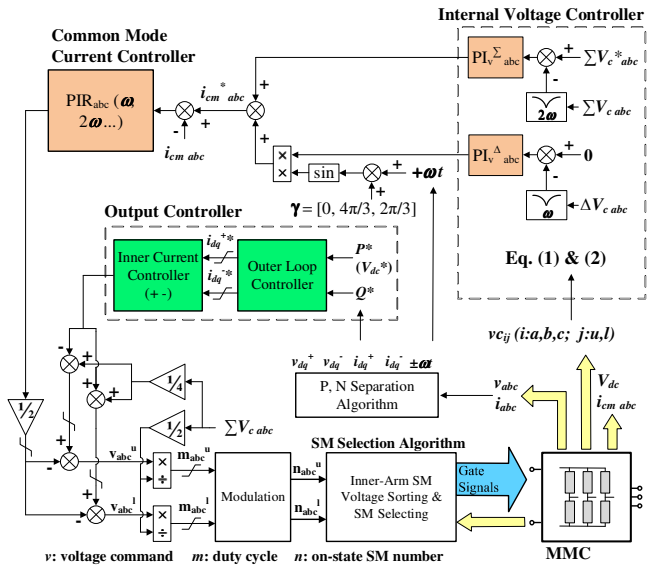 Internal Voltage Controller
Common Mode
Current Controller
PIR_abc (ω,
2ω...)
i_cm*_abc
i_cm abc
PI_v^Σ_abc
∑V_c*_abc
2ω
∑V_c abc
PI_v^Δ_abc
0
ω
ΔV_c abc
sin
+ωt
γ = [0, 4π/3, 2π/3]
Eq. (1) & (2)
Output Controller
Inner Current
Controller
(+ -)
i_dq^+*
i_dq^-*
Outer Loop
Controller
P*
(V_dc*)
Q*
vc_ij (i:a,b,c; j:u,l)
v_dq^+ v_dq^- i_dq^+ i_dq^- ±ωt
P, N Separation
Algorithm
v_abc
i_abc
V_dc
i_cm abc
1/4
1/2
1/2
∑V_c abc
v_abc^u
m_abc^u
v_abc^l
m_abc^l
×
÷
×
÷
×
×
Modulation
n_abc^u
n_abc^l
SM Selection Algorithm
Inner-Arm SM
Voltage Sorting &
SM Selecting
Gate
Signals
MMC
v: voltage command m: duty cycle n: on-state SM number